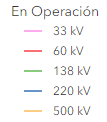 En Operación
33 kV
60 kV
138 kV
220 kV
500 kV